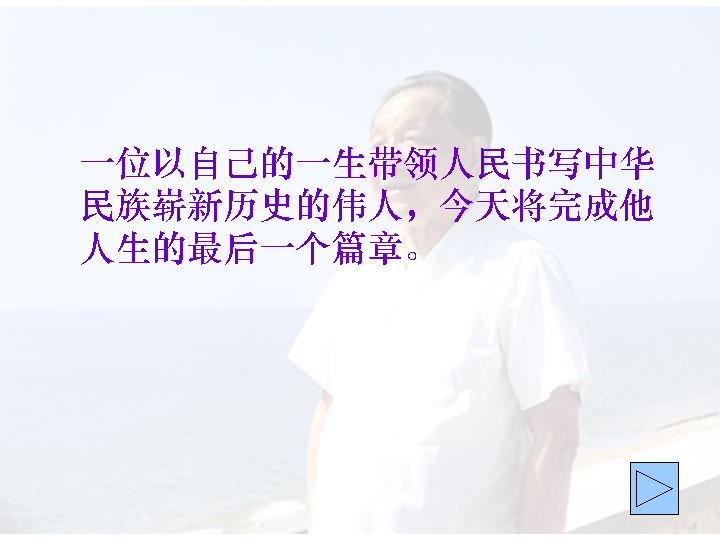 一位以自己的一生带领人民书写中华
民族崭新历史的伟人，今天将完成他
人生的最后一个篇章。